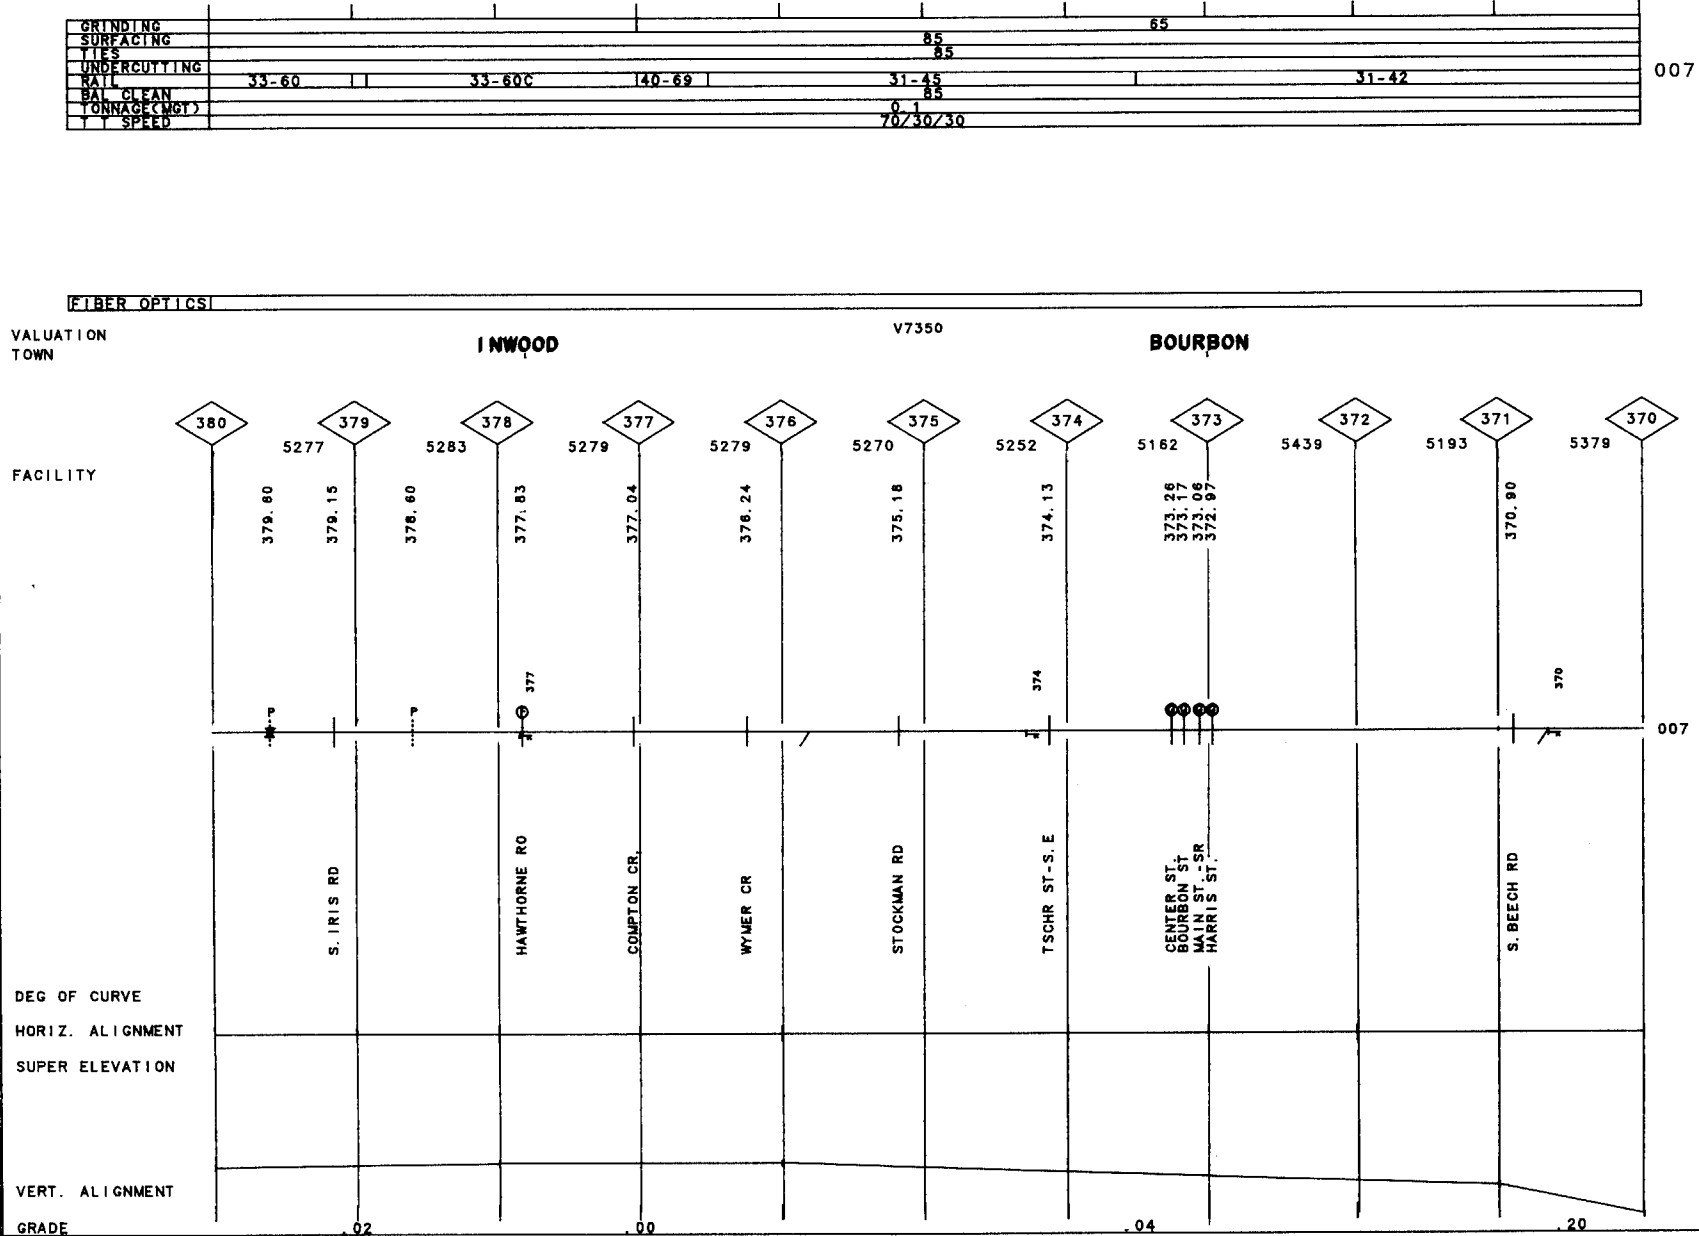 GRINDING 65
SURFACING 85
TIES 85
UNDERCUTTING
RAIL 33-60 33-60C 140-69 31-45 31-42
007
BAL CLEAN 85
TONNAGE(MGT) 0.1
T T SPEED 70/30/30
FIBER OPTICS
VALUATION V7350
TOWN INWOOD BOURBON
380 379 378 377 376 375 374 373 372 371 370
5277 5283 5279 5279 5270 5252 5162 5439 5193 5379
FACILITY
379.60 379.15 378.60 377.83 377.04 376.24 375.18 374.13 373.26 373.17 373.06 372.97 370.90
377 374 370
P P
007
S. IRIS RD HAWTHORNE RO COMPTON CR. WYMER CR STOCKMAN RD TSCHR ST-S.E CENTER ST. BOURBON ST MAIN ST.-SR HARRIS ST. S. BEECH RD
DEG OF CURVE
HORIZ. ALIGNMENT
SUPER ELEVATION
VERT. ALIGNMENT
GRADE .02 .00 .04 .20